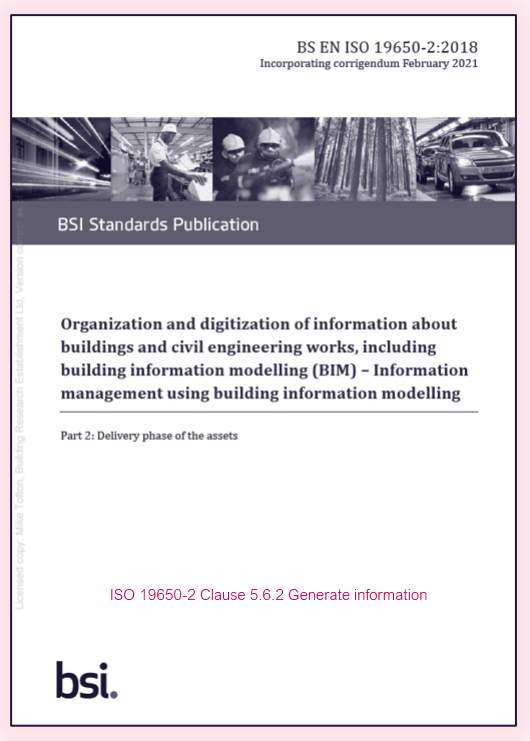 BS EN ISO 19650-2:2018
Incorporating corrigendum February 2021
BSI Standards Publication
Organization and digitization of information about
buildings and civil engineering works, including
building information modelling (BIM) – Information
management using building information modelling
Part 2: Delivery phase of the assets
Licensed copy: Mike Tofton, Building Research Establishment Ltd, Version
ISO 19650-2 Clause 5.6.2 Generate information
bsi.